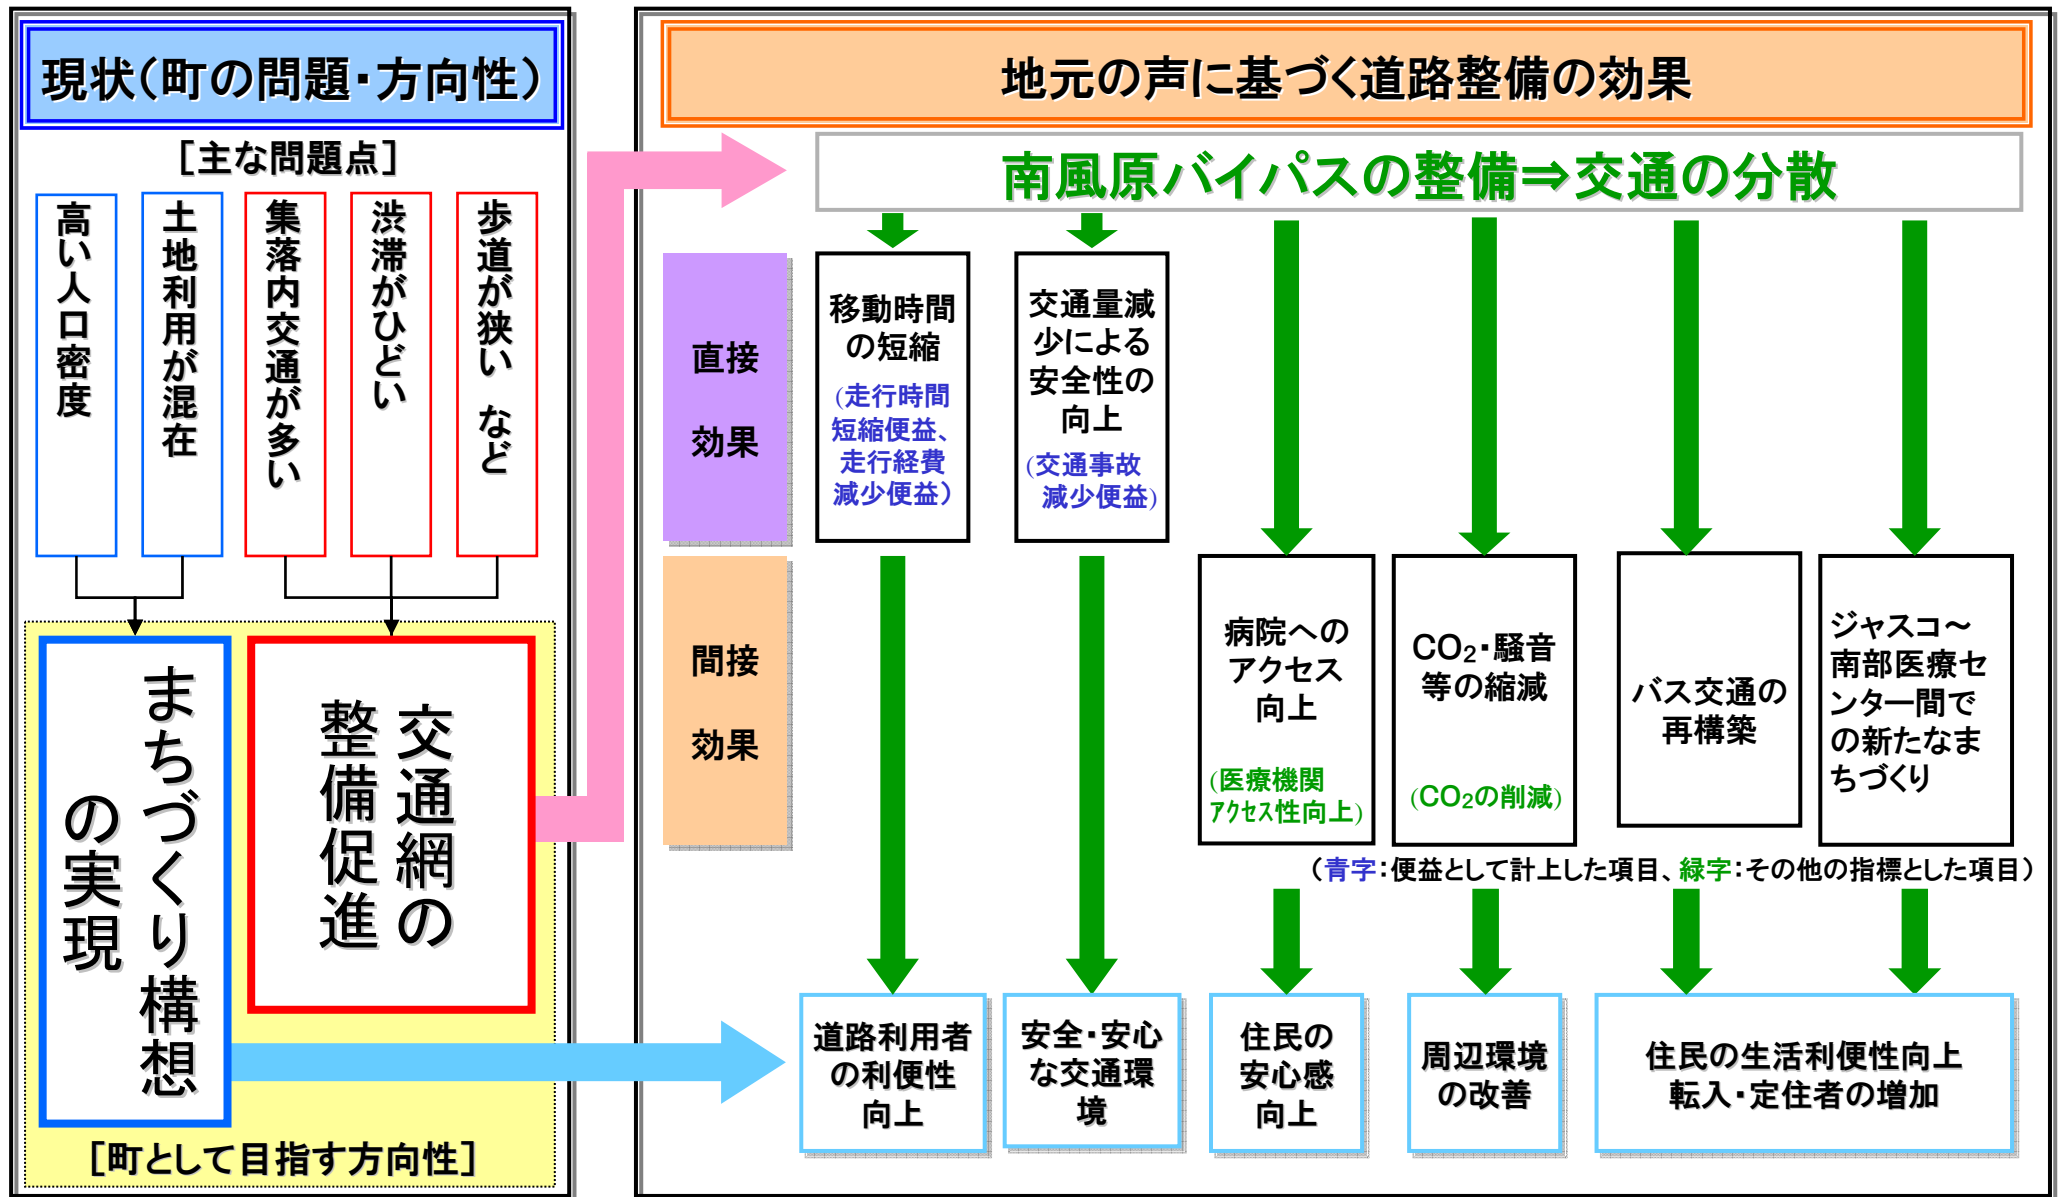 現状(町の問題・方向性)
[主な問題点]
高い人口密度
土地利用が混在
集落内交通が多い
渋滞がひどい
歩道が狭い など
まちづくり構想
の実現
交通網の
整備促進
[町として目指す方向性]
地元の声に基づく道路整備の効果
南風原バイパスの整備⇒交通の分散
直接
効果
移動時間
の短縮
(走行時間
短縮便益、
走行経費
減少便益)
交通量減
少による
安全性の
向上
(交通事故
減少便益)
間接
効果
病院への
アクセス
向上
(医療機関
アクセス性向上)
CO₂・騒音
等の縮減
(CO₂の削減)
バス交通の
再構築
ジャスコ～
南部医療セ
ンター間で
の新たなま
ちづくり
(青字:便益として計上した項目、緑字:その他の指標とした項目)
道路利用者
の利便性
向上
安全・安心
な交通環
境
住民の
安心感
向上
周辺環境
の改善
住民の生活利便性向上
転入・定住者の増加